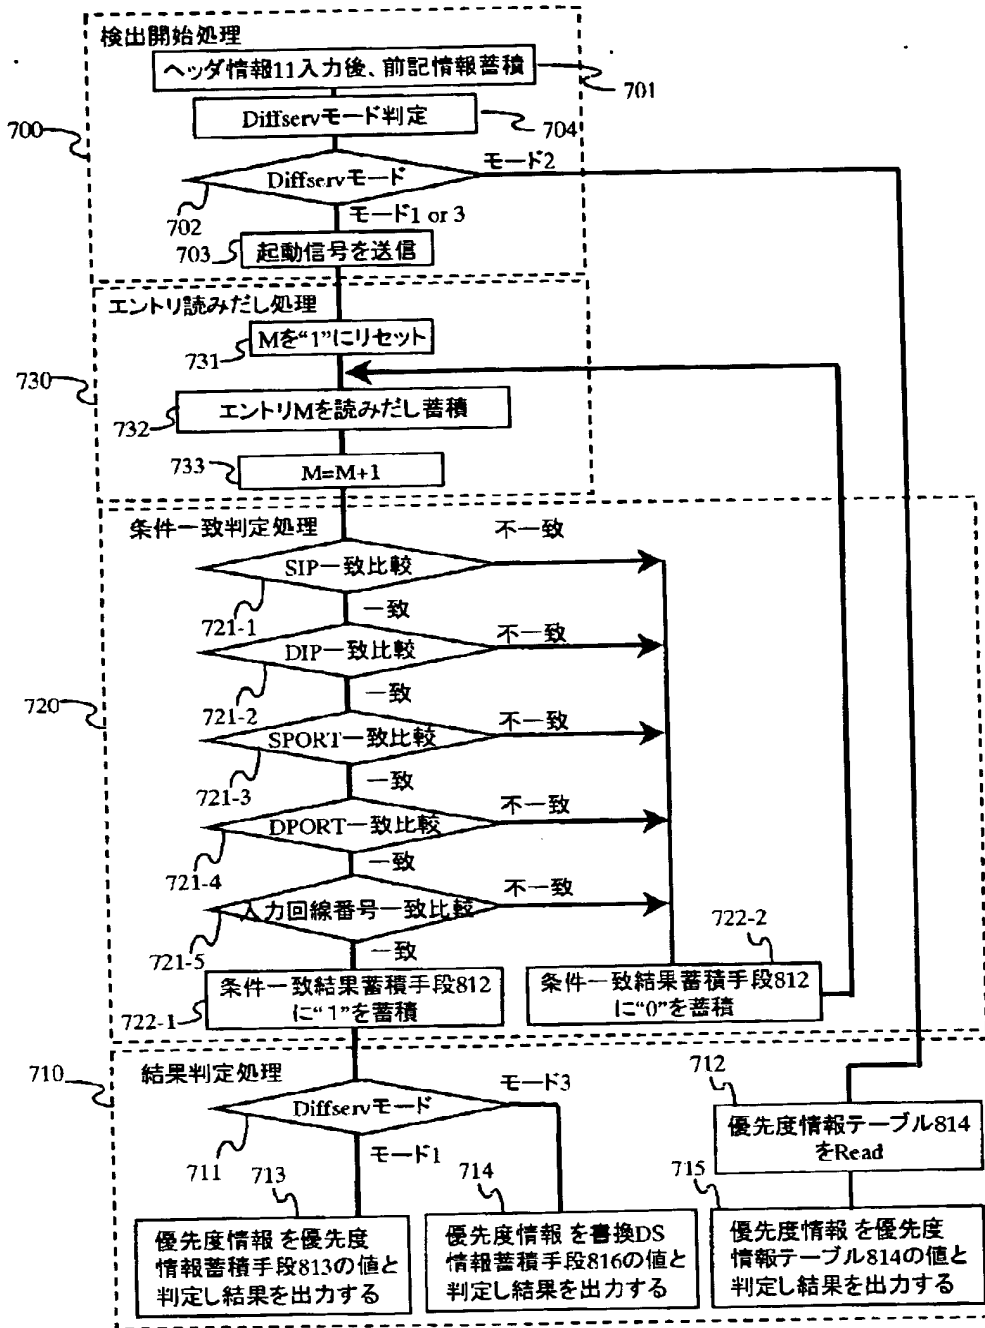 検出開始処理
ヘッダ情報11入力後、前記情報蓄積
701
Diffservモード判定
704
700
モード2
Diffservモード
702
モード1 or 3
703
起動信号を送信
エントリ読みだし処理
Mを“1”にリセット
731
730
エントリMを読みだし蓄積
732
733
M=M+1
条件一致判定処理
不一致
SIP一致比較
一致
721-1
不一致
DIP一致比較
一致
721-2
720
不一致
SPORT一致比較
一致
721-3
不一致
DPORT一致比較
一致
721-4
不一致
入力回線番号一致比較
722-2
一致
721-5
条件一致結果蓄積手段812
に“1”を蓄積
722-1
条件一致結果蓄積手段812
に“0”を蓄積
710
結果判定処理
モード3
712
Diffservモード
優先度情報テーブル814
をRead
711
モード1
713
714
715
優先度情報 を優先度
情報蓄積手段813の値と
判定し結果を出力する
優先度情報 を書換DS
情報蓄積手段816の値と
判定し結果を出力する
優先度情報 を優先度
情報テーブル814の値と
判定し結果を出力する